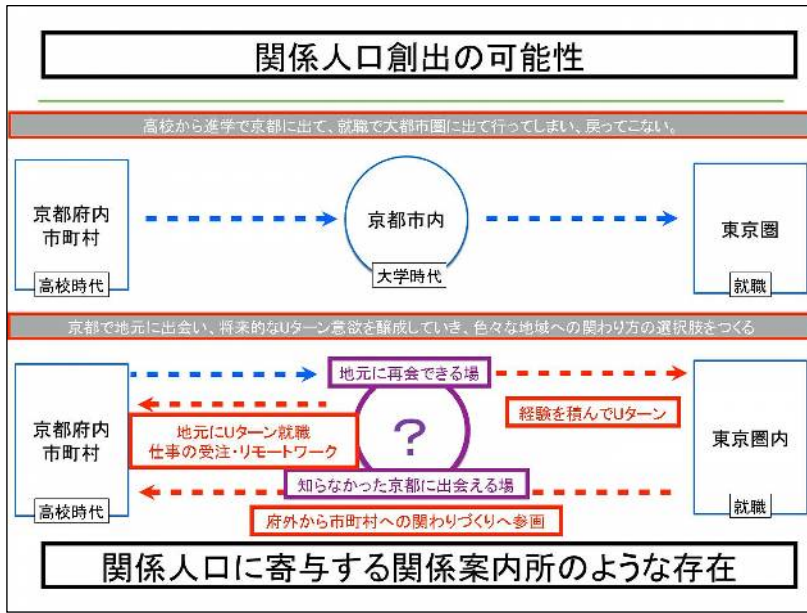 関係人口創出の可能性
高校から進学で京都に出て、就職で大都市圏に出て行ってしまい、戻ってこない。
京都府内
市町村
高校時代
京都市内
大学時代
東京圏
就職
京都で地元に出会い、将来的なUターン意欲を醸成していき、色々な地域への関わり方の選択肢をつくる
地元に再会できる場
経験を積んでUターン
京都府内
市町村
高校時代
地元にUターン就職
仕事の受注・リモートワーク
?
東京圏内
就職
知らなかった京都に出会える場
府外から市町村への関わりづくりへ参画
関係人口に寄与する関係案内所のような存在